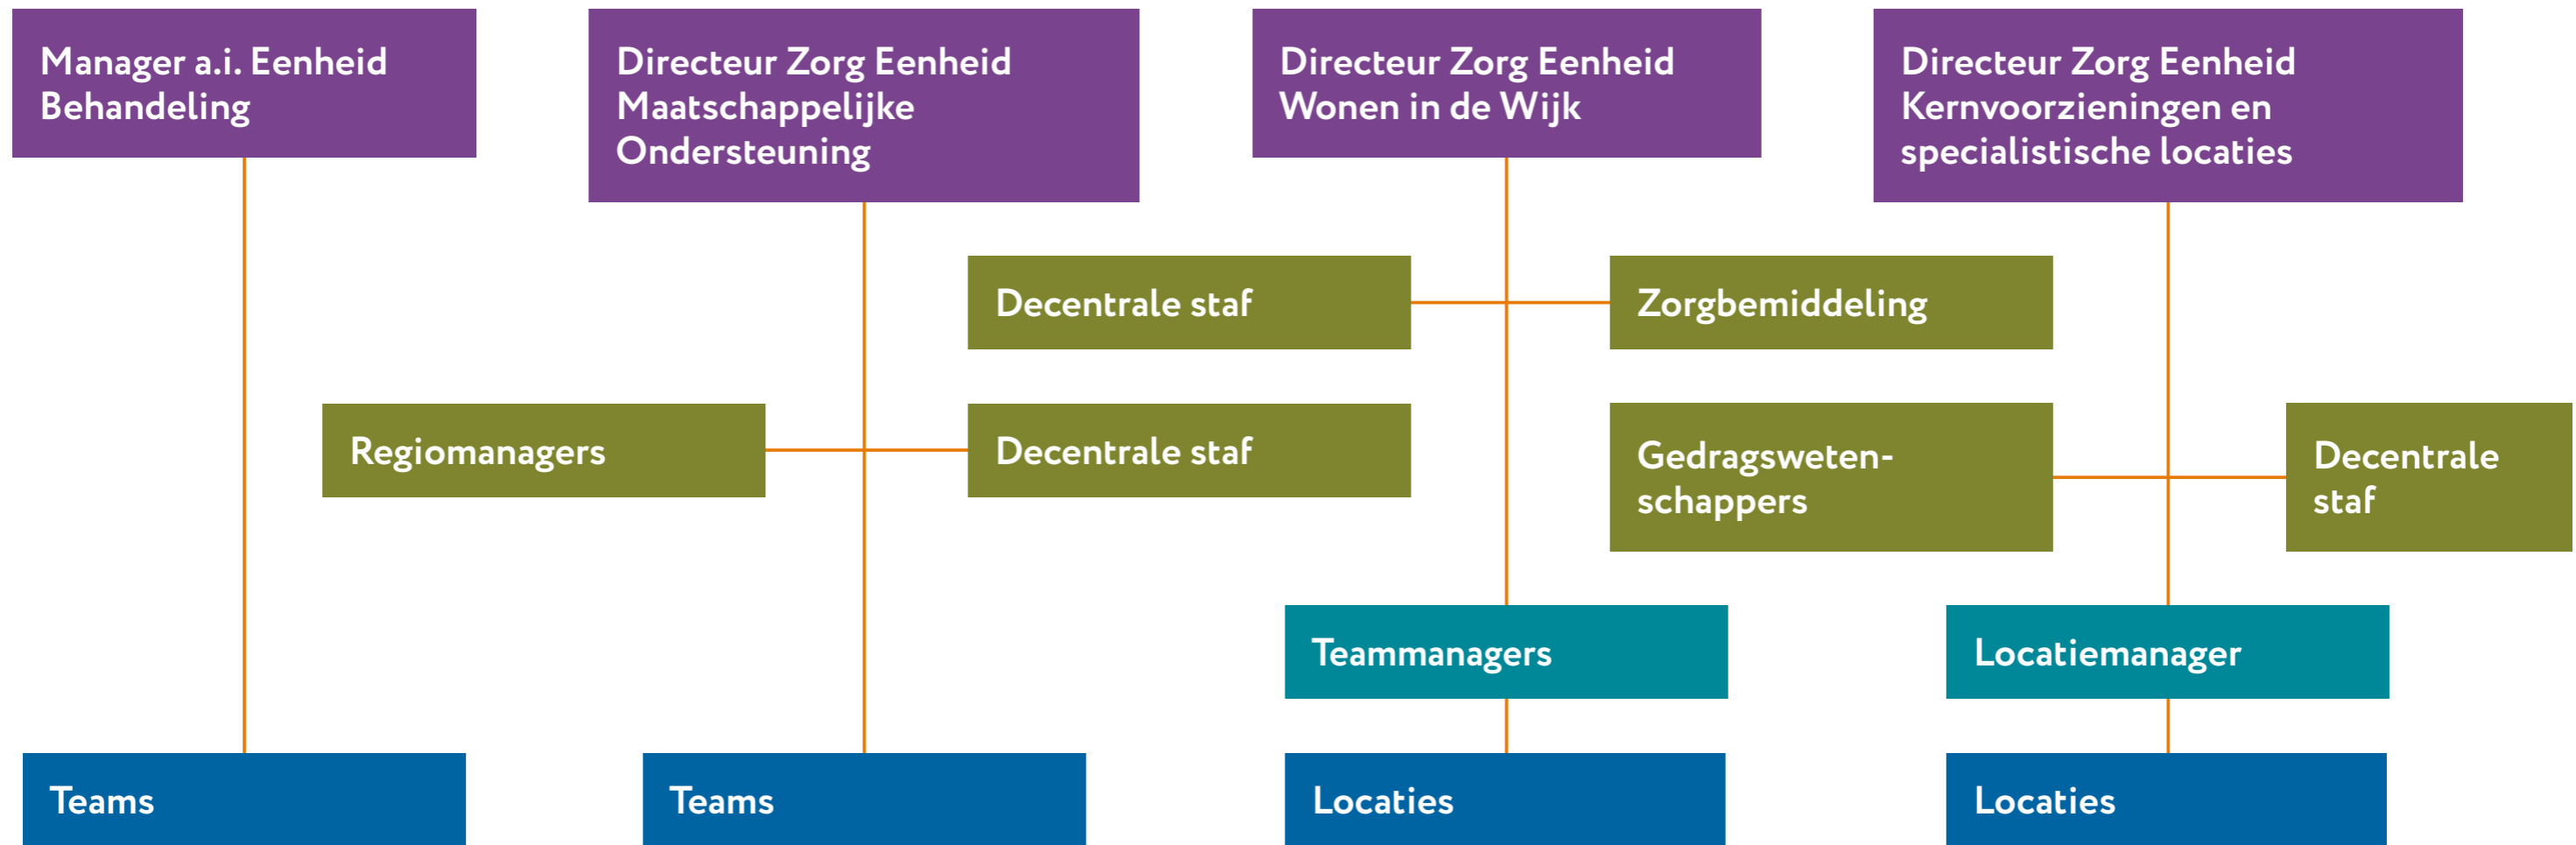 Manager a.i. Eenheid
Behandeling
Directeur Zorg Eenheid
Maatschappelijke
Ondersteuning
Directeur Zorg Eenheid
Wonen in de Wijk
Directeur Zorg Eenheid
Kernvoorzieningen en
specialistische locaties
Decentrale staf
Zorgbemiddeling
Regiomanagers
Decentrale staf
Gedragsweten-
schappers
Decentrale
staf
Teammanagers
Locatiemanager
Teams
Teams
Locaties
Locaties